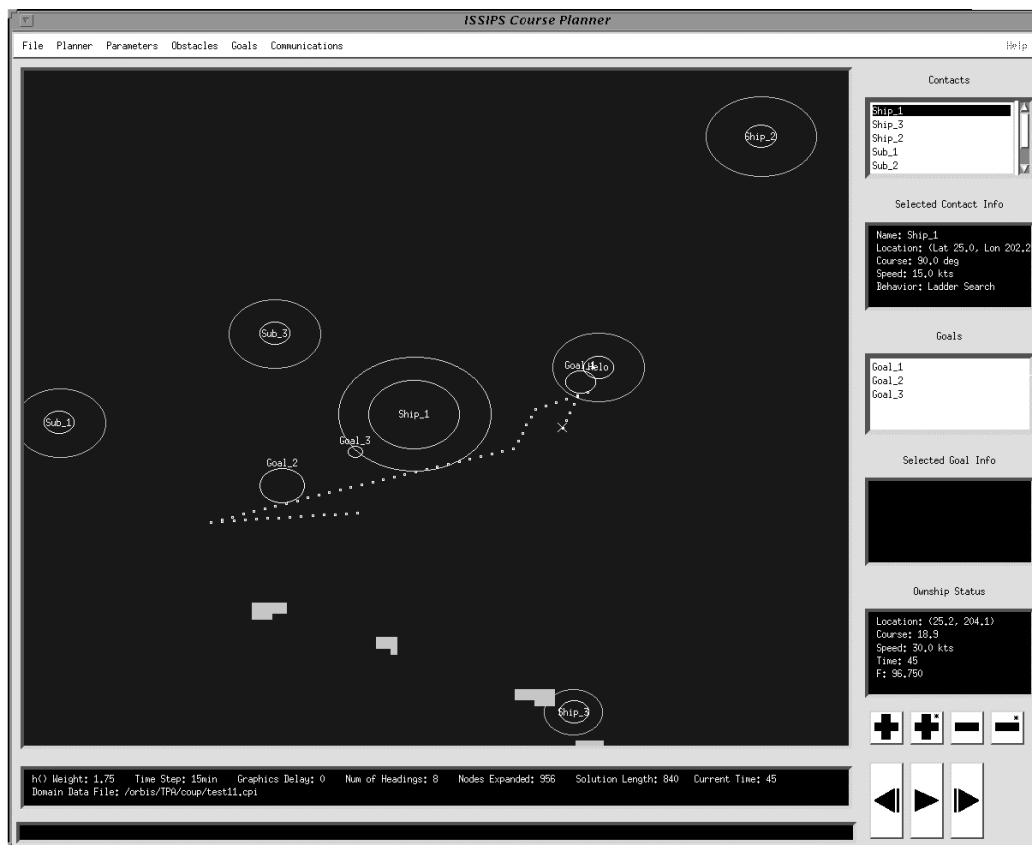 ISSIPS Course Planner
File Planner Parameters Obstacles Goals Communications Help
Contacts
Ship_1
Ship_3
Ship_2
Sub_1
Sub_2
Selected Contact Info
Name: Ship_1
Location: (Lat 25.0, Lon 202.2
Course: 90.0 deg
Speed: 15.0 kts
Behavior: Ladder Search
Goals
Goal_1
Goal_2
Goal_3
Selected Goal Info
Ownship Status
Location: (25.2, 204.1)
Course: 18.9
Speed: 30.0 kts
Time: 45
F: 96.750
Ship_2
Sub_3
Helo
Ship_1
Sub_1
Goal_3
Goal_2
Ship_3
h() Weight: 1.75 Time Step: 15min Graphics Delay: 0 Num of Headings: 8 Nodes Expanded: 956 Solution Length: 840 Current Time: 45
Domain Data File: /orbis/TPA/coup/test11.cpi